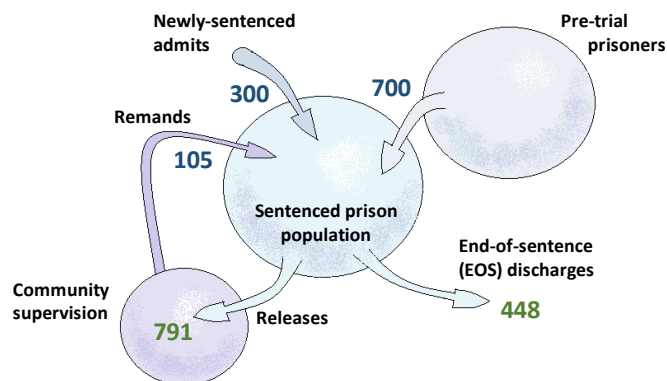 Newly-sentenced
admits
Pre-trial
prisoners
300
700
Remands
105
Sentenced prison
population
End-of-sentence
(EOS) discharges
448
Community
supervision
791
Releases